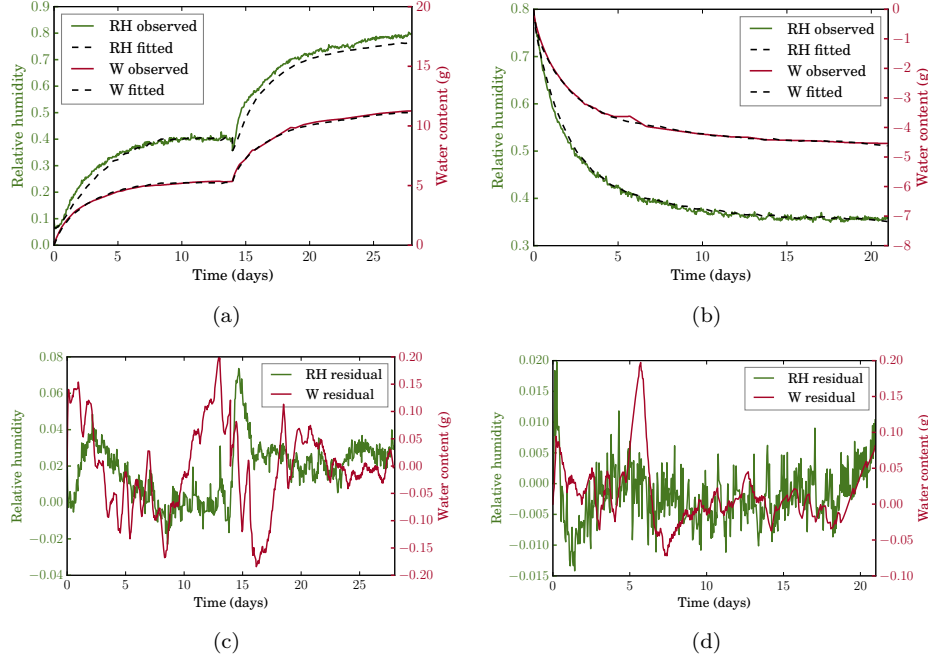 RH observed
RH fitted
W observed
W fitted
Relative humidity
0.9
0.8
0.7
0.6
0.5
0.4
0.3
0.2
0.1
0.0
0 5 10 15 20 25
Time (days)
20
15
10
5
0
Water content (g)
(a)
RH observed
RH fitted
W observed
W fitted
Relative humidity
0.8
0.7
0.6
0.5
0.4
0.3
0 5 10 15 20
Time (days)
0
−1
−2
−3
−4
−5
−6
−7
−8
Water content (g)
(b)
RH residual
W residual
Relative humidity
0.08
0.06
0.04
0.02
0.00
−0.02
−0.04
0 5 10 15 20 25
Time (days)
0.20
0.15
0.10
0.05
0.00
−0.05
−0.10
−0.15
−0.20
Water content (g)
(c)
RH residual
W residual
Relative humidity
0.020
0.015
0.010
0.005
0.000
−0.005
−0.010
−0.015
0 5 10 15 20
Time (days)
0.20
0.15
0.10
0.05
0.00
−0.05
−0.10
Water content (g)
(d)